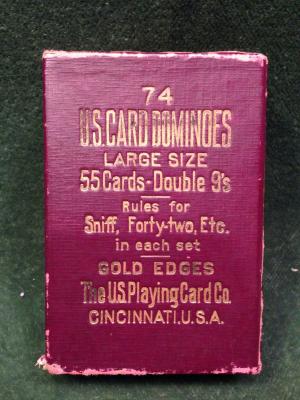 74
U.S. CARD DOMINOES
LARGE SIZE
55 Cards-Double 9's
Rules for
Sniff, Forty-two, Etc.
in each set
GOLD EDGES
The U.S. Playing Card Co.
CINCINNATI.U.S.A.